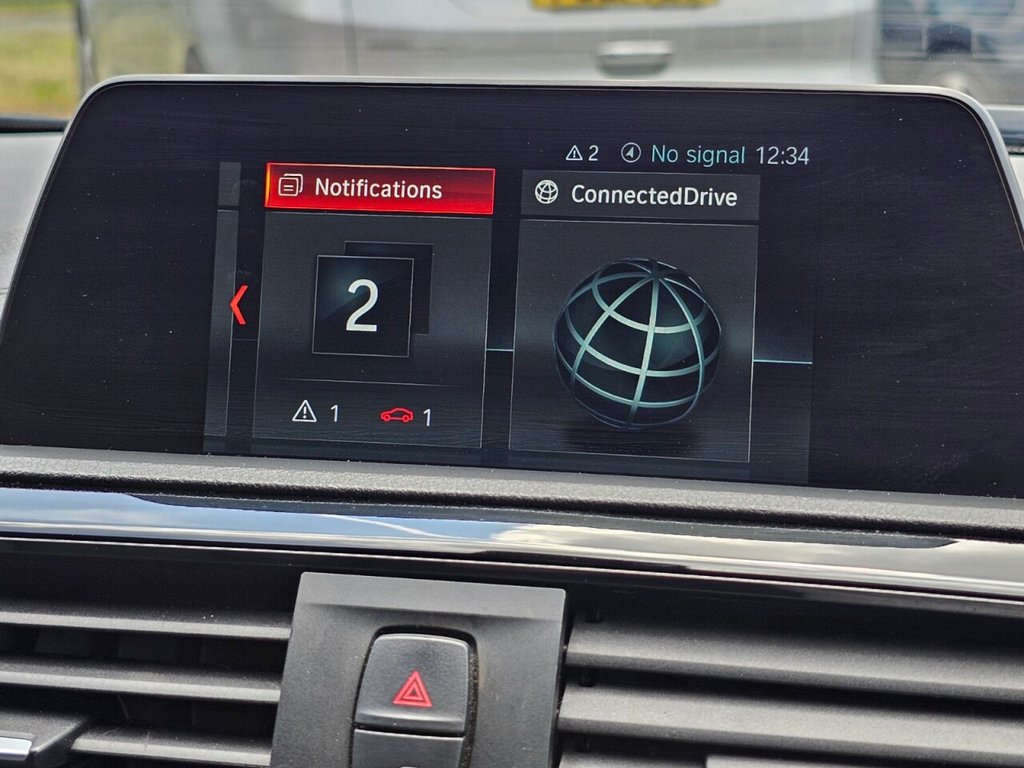 2 No signal 12:34
Notifications
ConnectedDrive
2
1 1